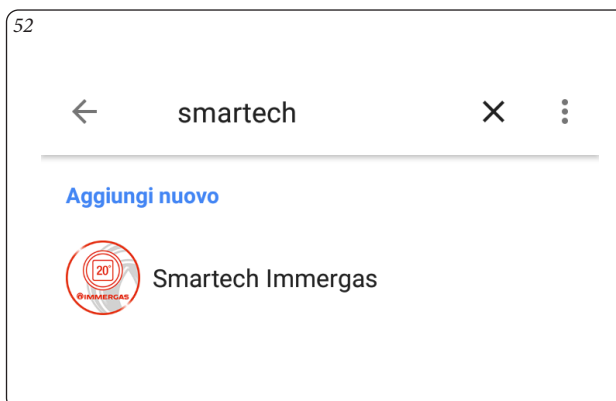 52
smartech
Aggiungi nuovo
20°
IMMERGAS
Smartech Immergas